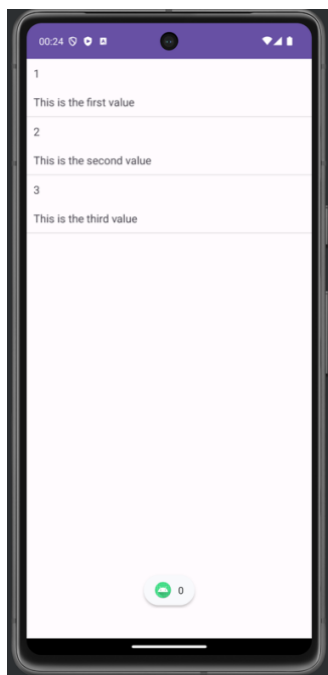 00:24
1
This is the first value
2
This is the second value
3
This is the third value
0